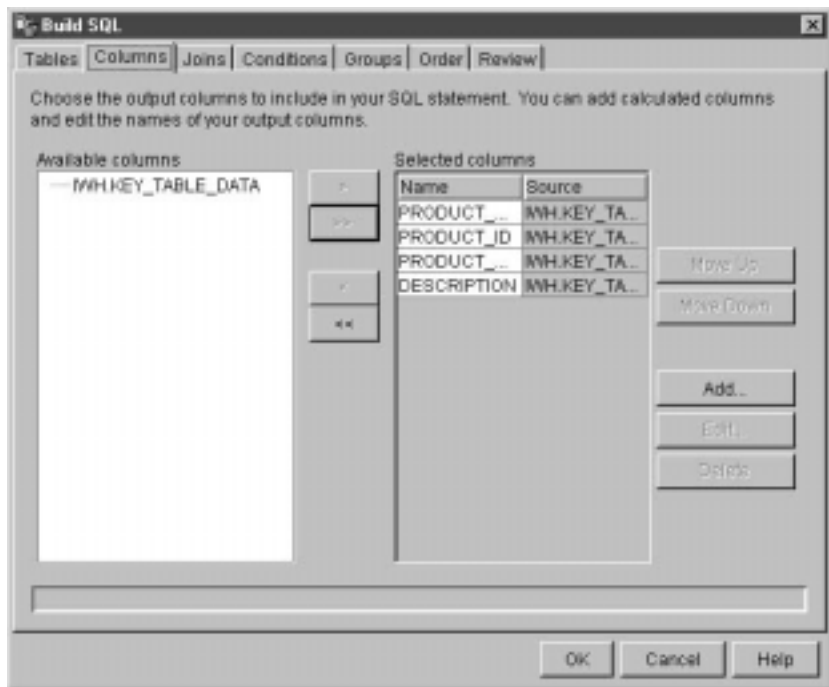 Build SQL
Tables Columns Joins Conditions Groups Order Review
Choose the output columns to include in your SQL statement. You can add calculated columns
and edit the names of your output columns.
Available columns
IWH.KEY_TABLE_DATA
>
>>
<
<<
Selected columns
Name Source
PRODUCT_... IWH.KEY_TA...
PRODUCT_ID IWH.KEY_TA...
PRODUCT_... IWH.KEY_TA...
DESCRIPTION IWH.KEY_TA...
Move Up
Move Down
Add...
Edit...
Delete
OK Cancel Help